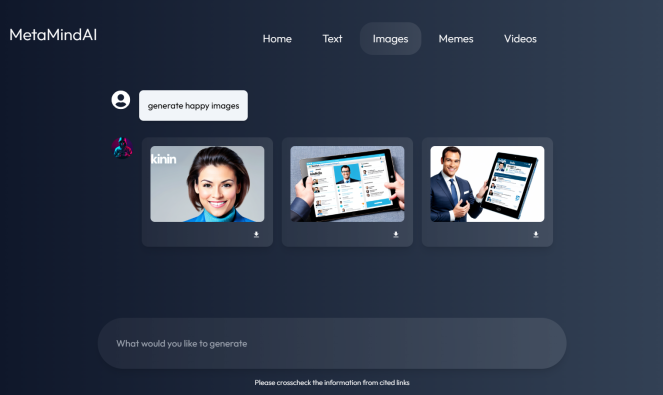 MetaMindAI
Home Text Images Memes Videos
generate happy images
kinin
What would you like to generate
Please crosscheck the information from cited links